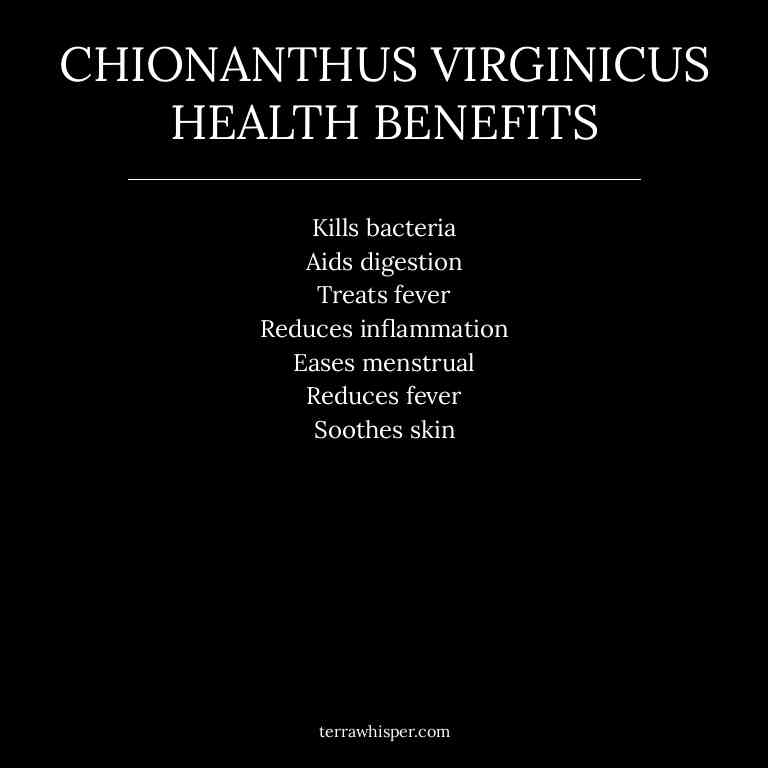 CHIONANTHUS VIRGINICUS
HEALTH BENEFITS
Kills bacteria
Aids digestion
Treats fever
Reduces inflammation
Eases menstrual
Reduces fever
Soothes skin
terrawhisper.com